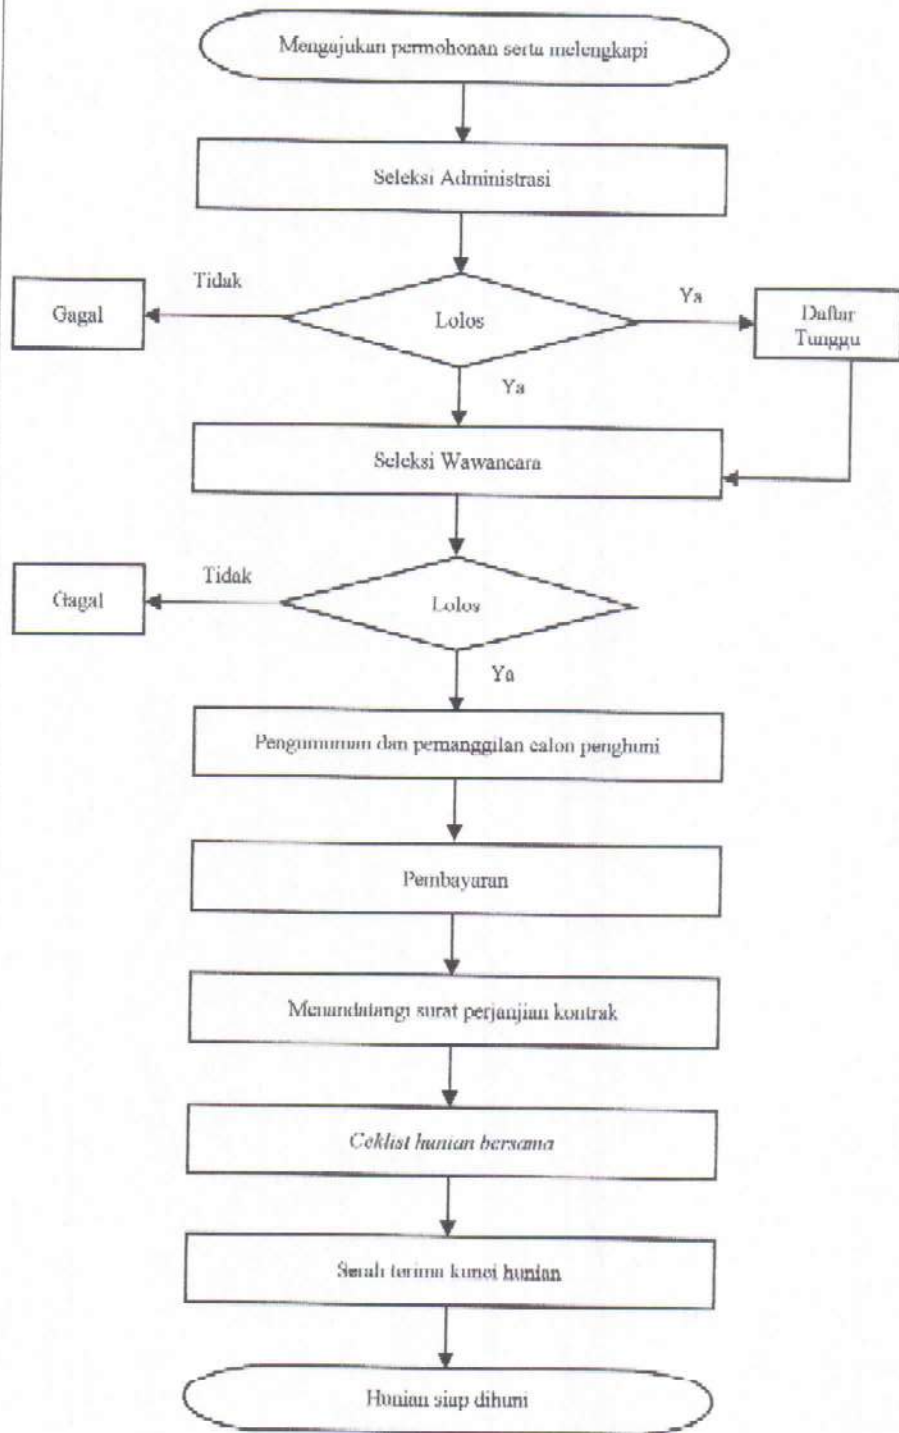 Mengajukan permohonan serta melengkapi
Seleksi Administrasi
Tidak
Ya
Gagal
Lolos
Daftar
Tunggu
Ya
Seleksi Wawancara
Tidak
Gagal
Lolos
Ya
Pengumuman dan pemanggilan calon penghuni
Pembayaran
Menandatangi surat perjanjian kontrak
Ceklist hunian bersama
Serah terima kunci hunian
Hunian siap dihuni